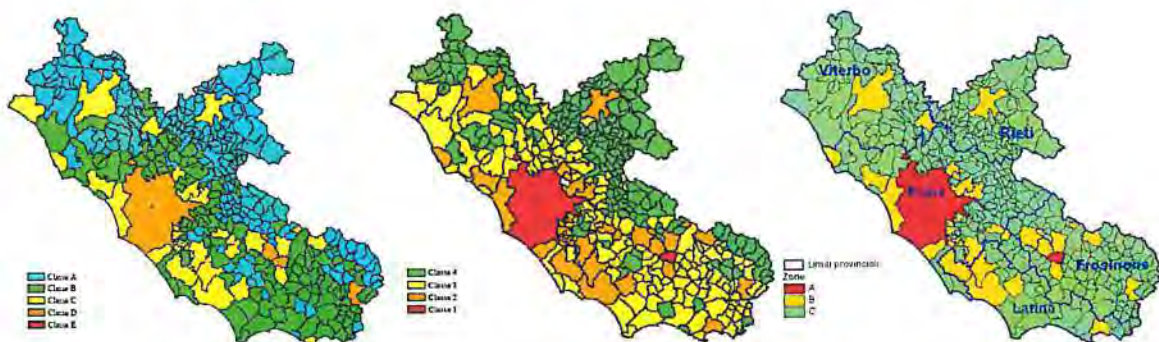 Classe A
Classe B
Classe C
Classe D
Classe E
Classe 4
Classe 3
Classe 2
Classe 1
Viterbo
Rieti
Roma
Frosinone
Latina
Limiti provinciali
Zone
A
B
C